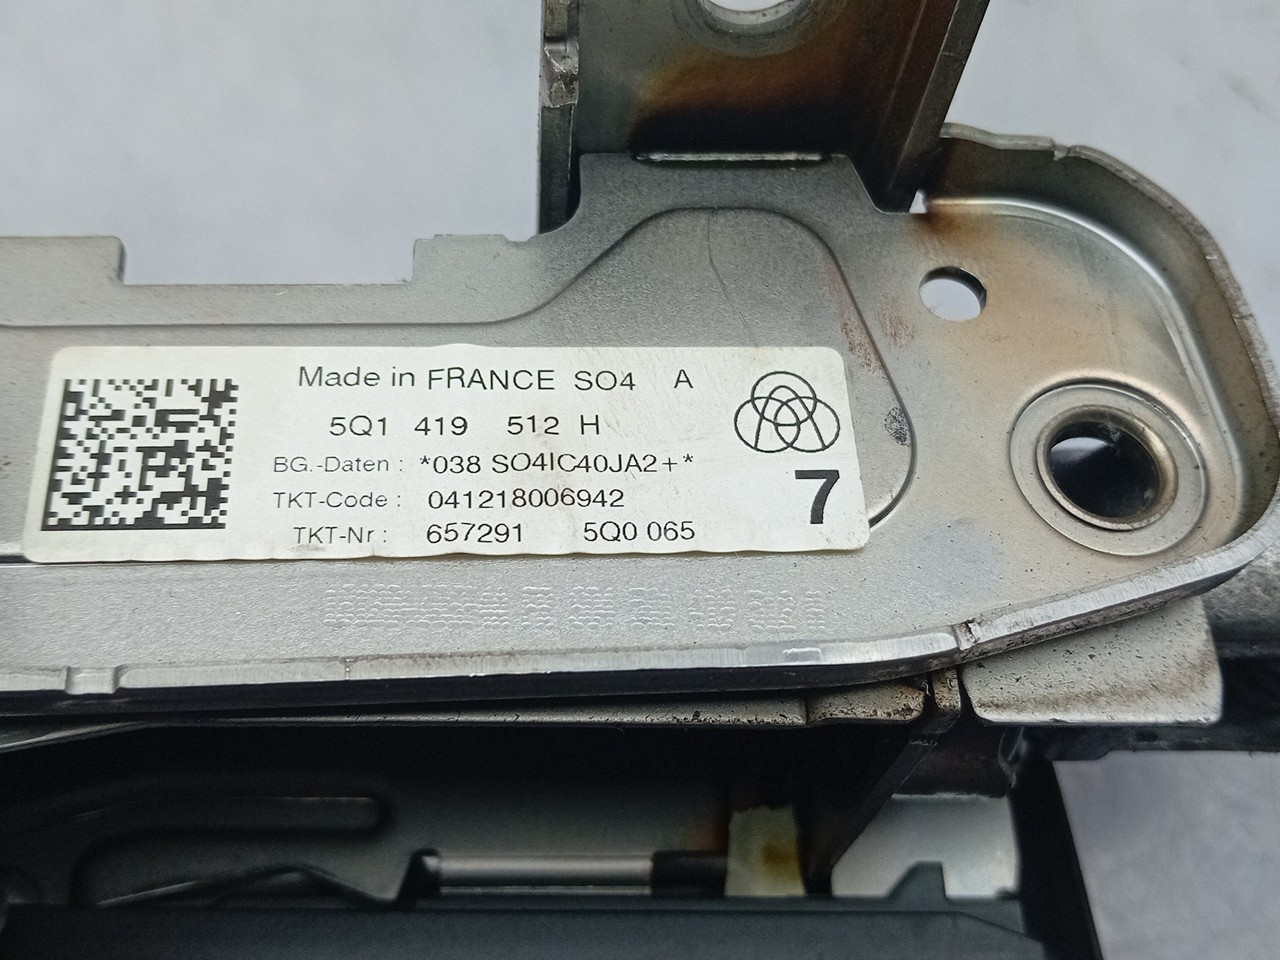 Made in FRANCE SO4 A
5Q1 419 512 H
BG.-Daten : *038 SO4IC40JA2+*
TKT-Code : 041218006942
TKT-Nr : 657291 5Q0 065
7